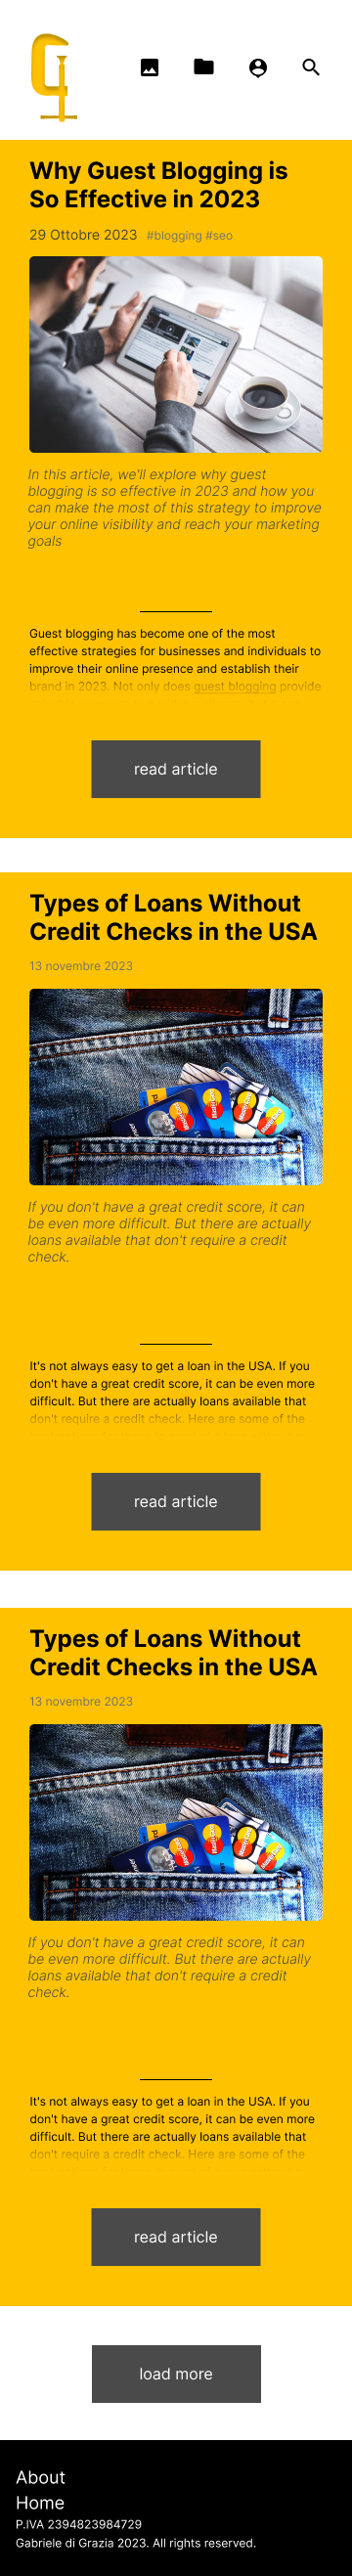 Why Guest Blogging is
So Effective in 2023
29 Ottobre 2023 #blogging #seo
In this article, we'll explore why guest
blogging is so effective in 2023 and how you
can make the most of this strategy to improve
your online visibility and reach your marketing
goals
Guest blogging has become one of the most
effective strategies for businesses and individuals to
improve their online presence and establish their
brand in 2023. Not only does guest blogging provide
read article
Types of Loans Without
Credit Checks in the USA
13 novembre 2023
If you don't have a great credit score, it can
be even more difficult. But there are actually
loans available that don't require a credit
check.
It's not always easy to get a loan in the USA. If you
don't have a great credit score, it can be even more
difficult. But there are actually loans available that
don't require a credit check. Here are some of the
read article
Types of Loans Without
Credit Checks in the USA
13 novembre 2023
If you don't have a great credit score, it can
be even more difficult. But there are actually
loans available that don't require a credit
check.
It's not always easy to get a loan in the USA. If you
don't have a great credit score, it can be even more
difficult. But there are actually loans available that
don't require a credit check. Here are some of the
read article
load more
About
Home
P.IVA 2394823984729
Gabriele di Grazia 2023. All rights reserved.